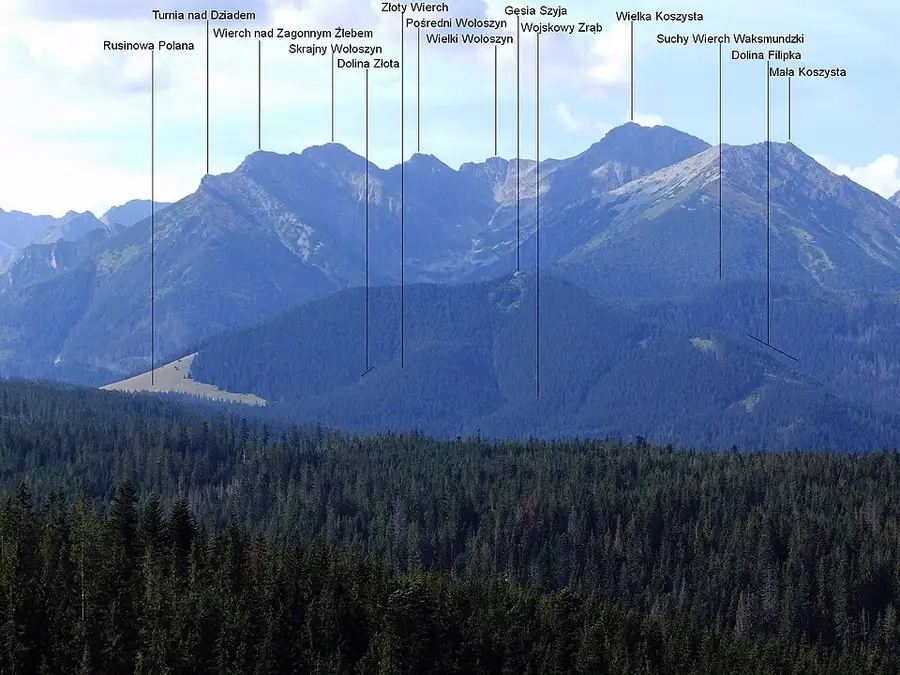 Rusinowa Polana
Turnia nad Dziadem
Wierch nad Zagonnym Żlebem
Skrajny Wołoszyn
Dolina Złota
Złoty Wierch
Pośredni Wołoszyn
Wielki Wołoszyn
Gęsia Szyja
Wojskowy Zrąb
Wielka Koszysta
Suchy Wierch Waksmundzki
Dolina Filipka
Mała Koszysta